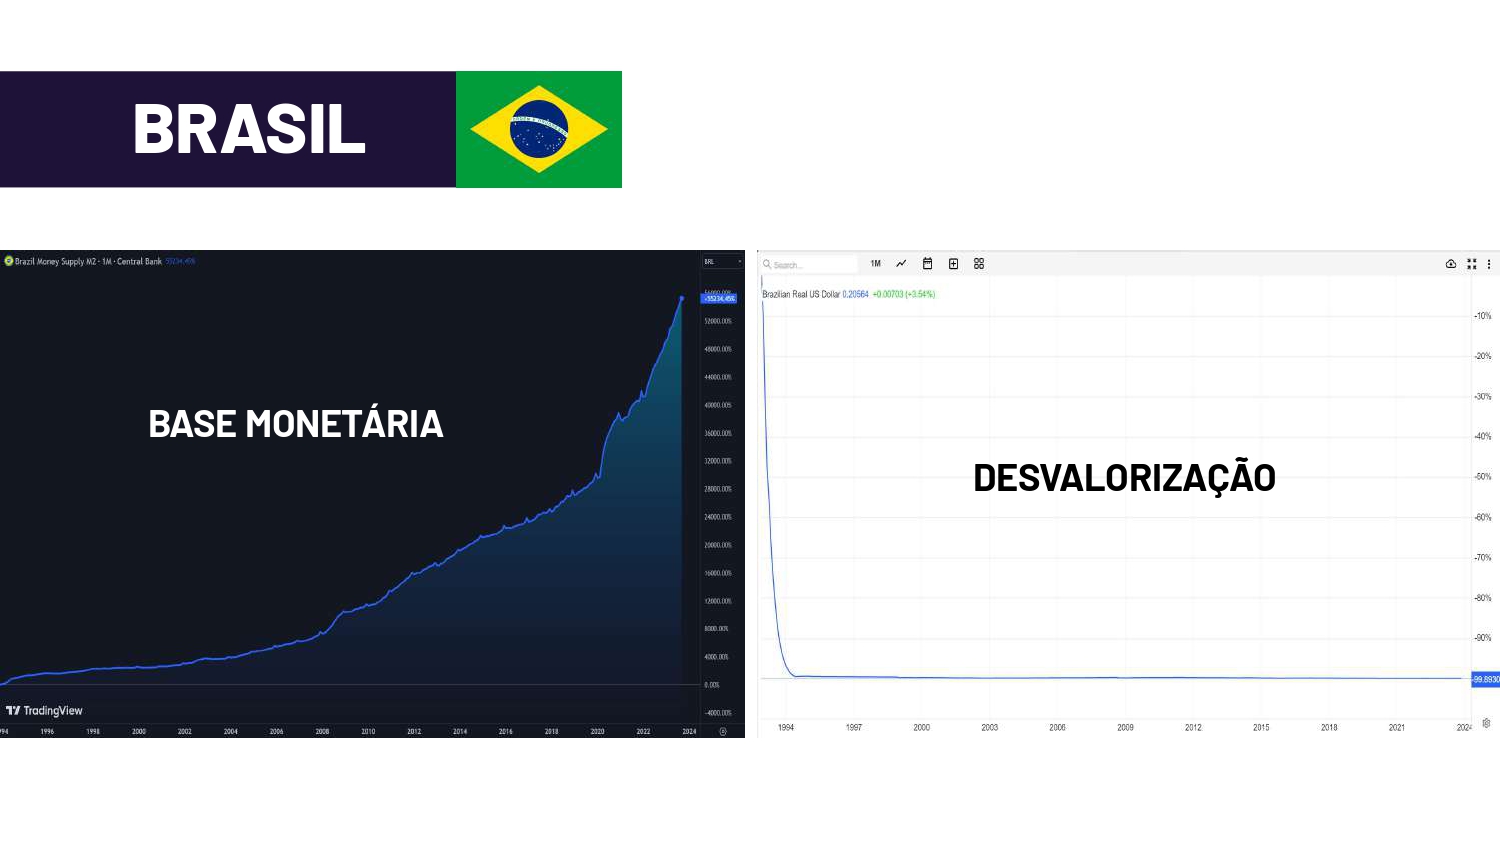 BRASIL
Brazil Money Supply M2 · 1M · Central Bank 55234,45%
BRL
BASE MONETÁRIA
56000.00%
+55234,45%
52000.00%
48000.00%
44000.00%
40000.00%
36000.00%
32000.00%
28000.00%
24000.00%
20000.00%
16000.00%
12000.00%
8000.00%
4000.00%
0.00%
-4000.00%
TradingView
1996 1998 2000 2002 2004 2006 2008 2010 2012 2014 2016 2018 2020 2022 2024
Search...
1M
Brazilian Real US Dollar 0.20564 +0.00703 (+3.54%)
DESVALORIZAÇÃO
-10%
-20%
-30%
-40%
-50%
-60%
-70%
-80%
-90%
-99.8930
1994 1997 2000 2003 2006 2009 2012 2015 2018 2021 2024